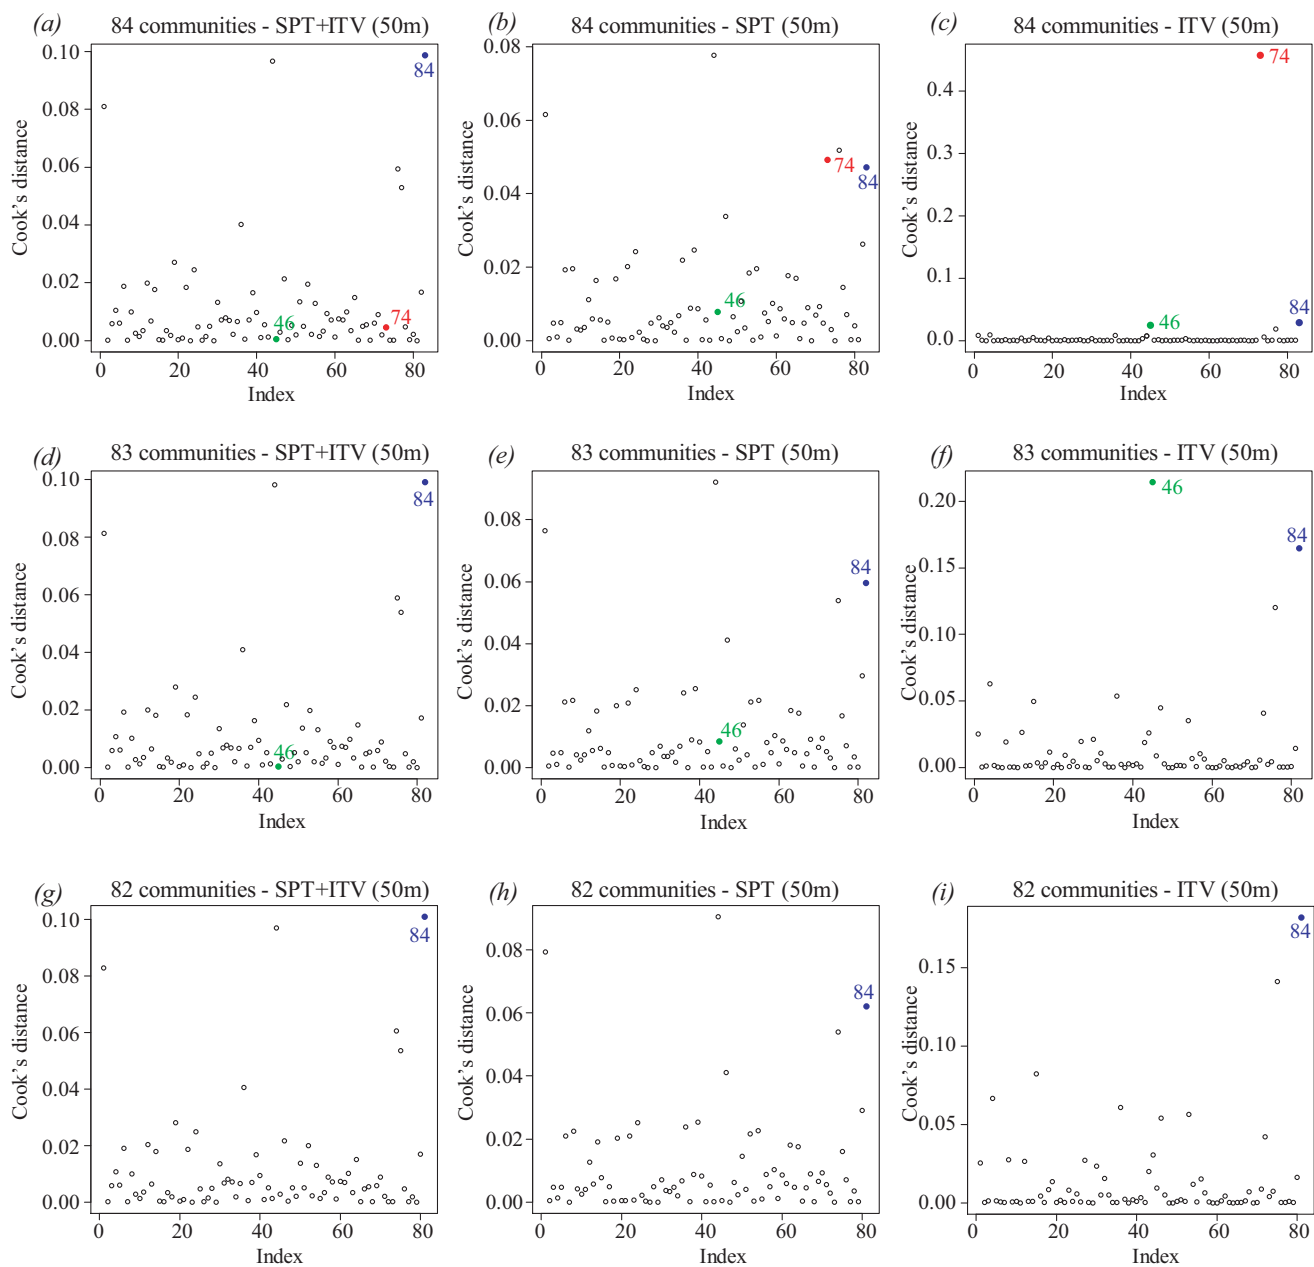 (a) 84 communities - SPT+ITV (50m)
0.10
0.08
0.06
0.04
0.02
0.00
Cook's distance
84
46
74
0 20 40 60 80
Index
(b) 84 communities - SPT (50m)
0.08
0.06
0.04
0.02
0.00
Cook's distance
74
84
46
0 20 40 60 80
Index
(c) 84 communities - ITV (50m)
0.4
0.3
0.2
0.1
0.0
Cook's distance
74
46
84
0 20 40 60 80
Index
(d) 83 communities - SPT+ITV (50m)
0.10
0.08
0.06
0.04
0.02
0.00
Cook's distance
84
46
0 20 40 60 80
Index
(e) 83 communities - SPT (50m)
0.08
0.06
0.04
0.02
0.00
Cook's distance
84
46
0 20 40 60 80
Index
(f) 83 communities - ITV (50m)
0.20
0.15
0.10
0.05
0.00
Cook's distance
46
84
0 20 40 60 80
Index
(g) 82 communities - SPT+ITV (50m)
0.10
0.08
0.06
0.04
0.02
0.00
Cook's distance
84
0 20 40 60 80
Index
(h) 82 communities - SPT (50m)
0.08
0.06
0.04
0.02
0.00
Cook's distance
84
0 20 40 60 80
Index
(i) 82 communities - ITV (50m)
0.15
0.10
0.05
0.00
Cook's distance
84
0 20 40 60 80
Index